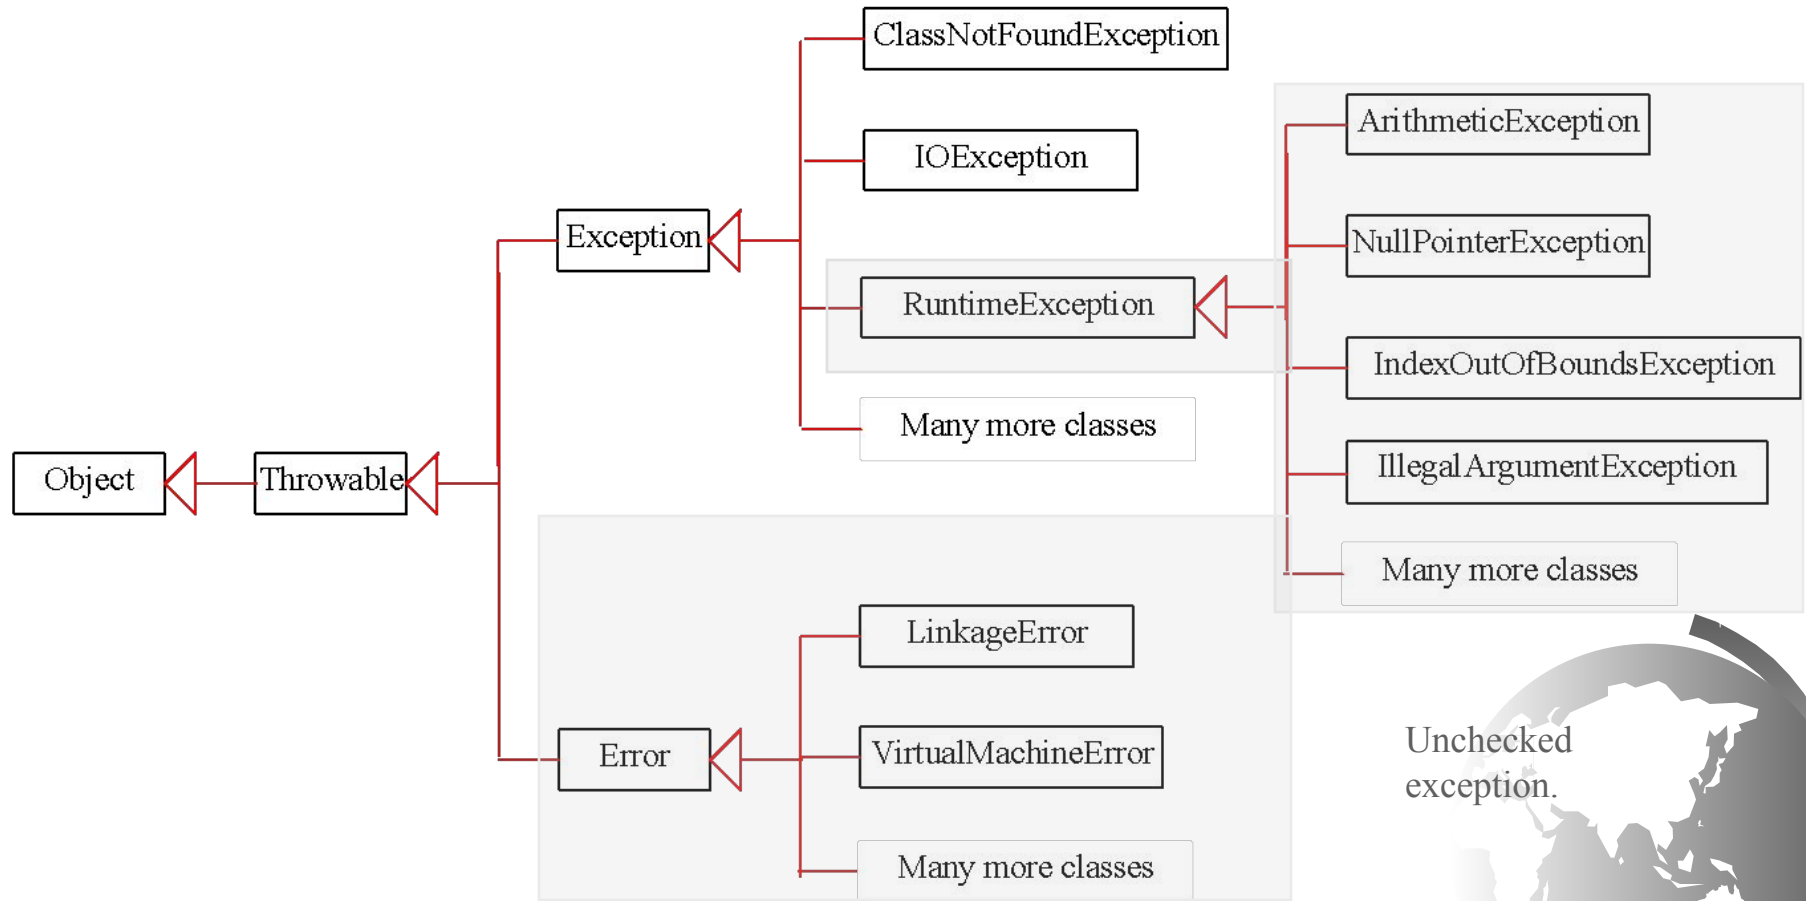 ClassNotFoundException
ArithmeticException
IOException
Exception
NullPointerException
RuntimeException
IndexOutOfBoundsException
Many more classes
Object
Throwable
IllegalArgumentException
Many more classes
LinkageError
Error
VirtualMachineError
Unchecked
exception.
Many more classes